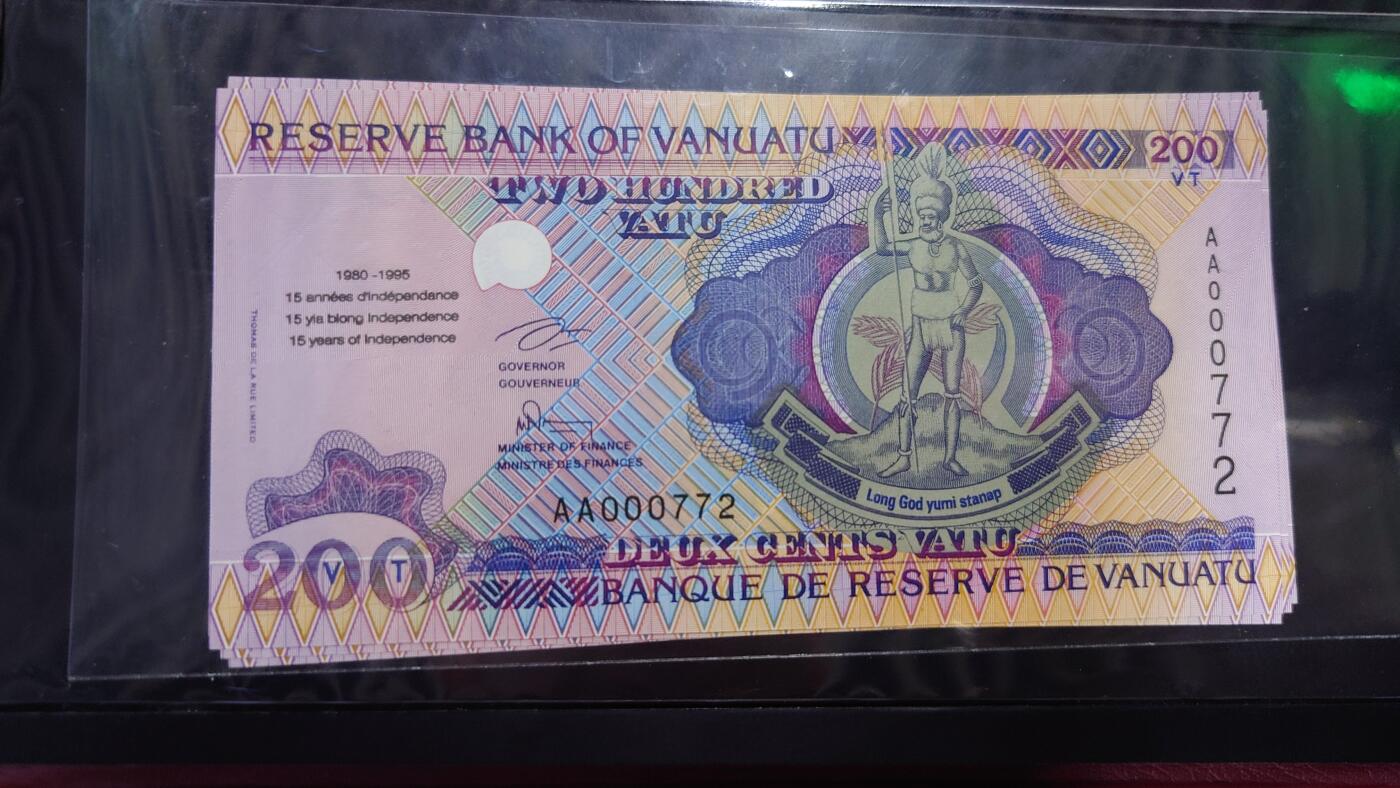 RESERVE BANK OF VANUATU
200
VT
TWO HUNDRED
VATU
1980 -1995
15 années d'Indépendance
15 yia blong Independence
15 years of Independence
THOMAS DE LA RUE LIMITED
GOVERNOR
GOUVERNEUR
MINISTER OF FINANCE
MINISTRE DES FINANCES
AA000772
AA000772
Long God yumi stanap
200
V T
DEUX CENTS VATU
BANQUE DE RESERVE DE VANUATU